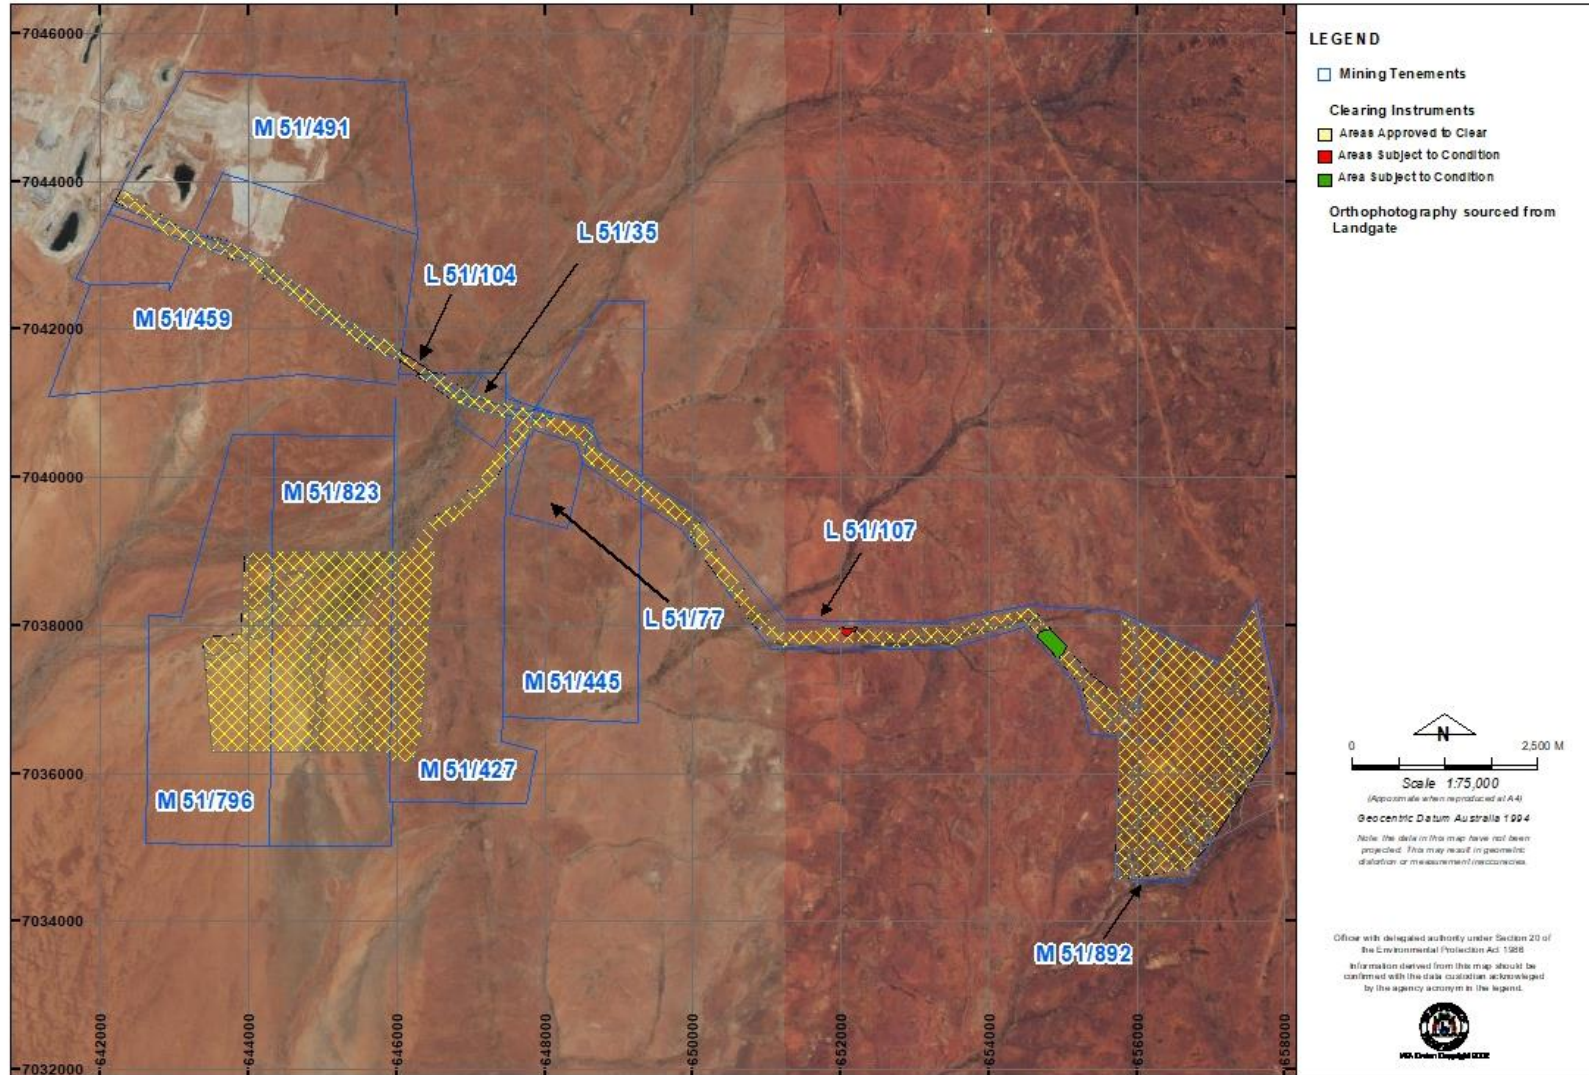 7046000
7044000
7042000
7040000
7038000
7036000
7034000
7032000
642000
644000
646000
648000
650000
652000
654000
656000
658000
M 51/491
L 51/35
L 51/104
M 51/459
M 51/823
L 51/107
L 51/77
M 51/445
M 51/427
M 51/796
M 51/892
LEGEND
Mining Tenements
Clearing Instruments
Areas Approved to Clear
Areas Subject to Condition
Area Subject to Condition
Orthophotography sourced from
Landgate
N
0 2,500 M
Scale 1:75,000
(Approximate when reproduced at A4)
Geocentric Datum Australia 1994
Note: the data in this map have not been
projected. This may result in geometric
distortion or measurement inaccuracies.
Officer with delegated authority under Section 20 of
the Environmental Protection Act 1986
Information derived from this map should be
confirmed with the data custodian acknowleged
by the agency acronym in the legend.